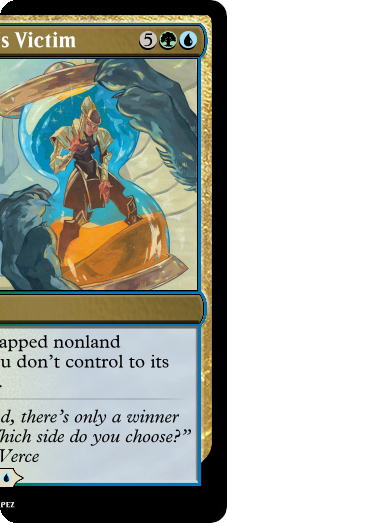 s Victim 5
apped nonland
u don't control to its
.
d, there's only a winner
hich side do you choose?"
Verce
PEZ